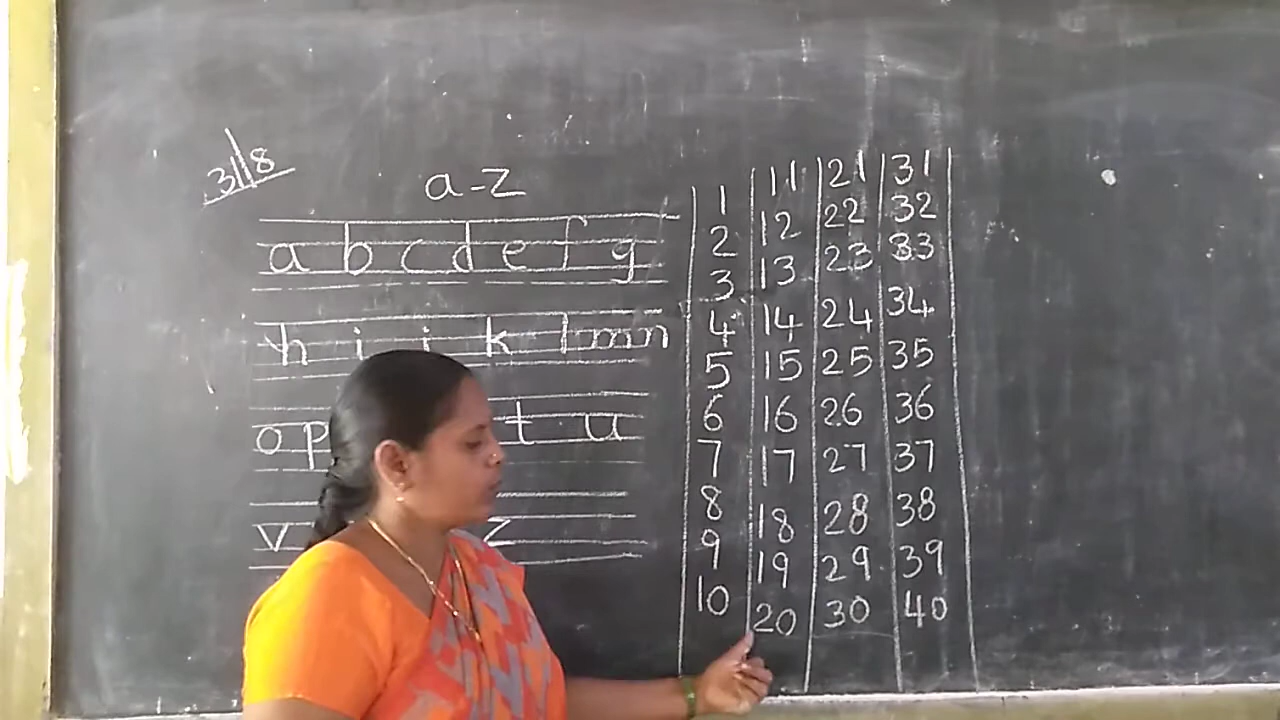 31/8
a-z
a b c d e f g
h i j k l m n
o p t u
v z
1 11 21 31
2 12 22 32
3 13 23 33
4 14 24 34
5 15 25 35
6 16 26 36
7 17 27 37
8 18 28 38
9 19 29 39
10 20 30 40